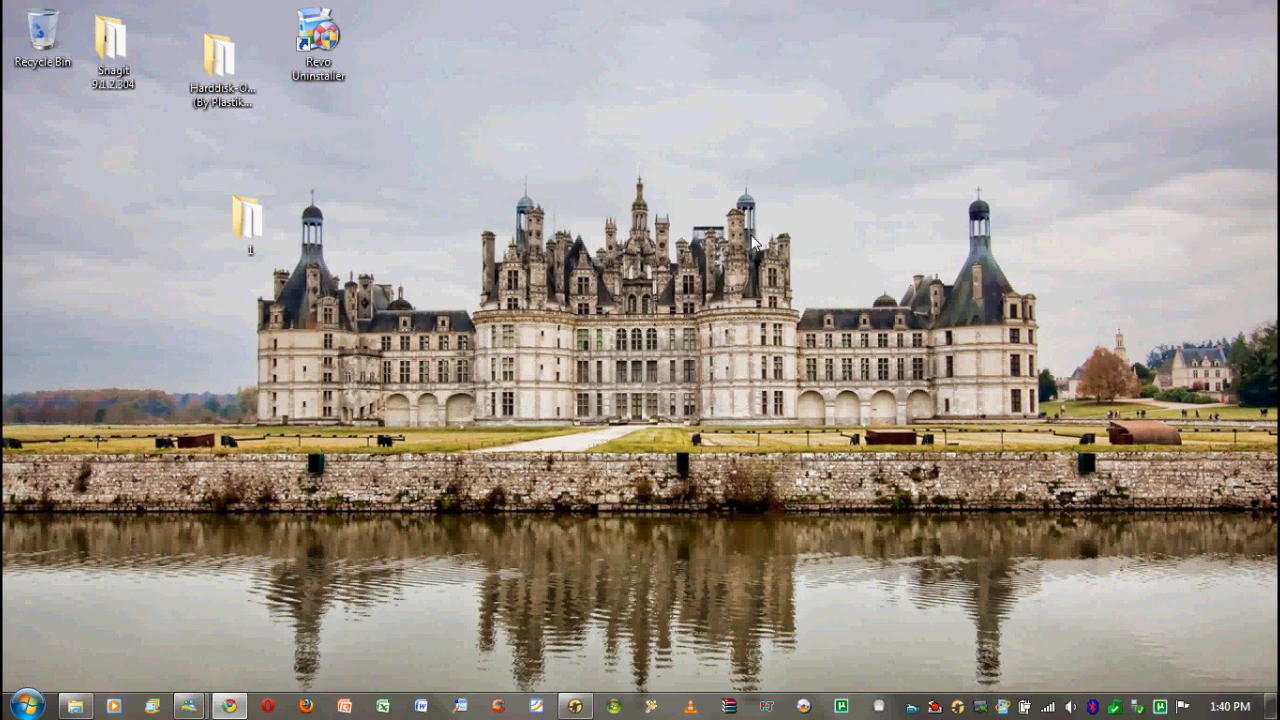 Recycle Bin
Snagit
9.1.2.304
Harddisk-O...
(By Plastik...
Revo
Uninstaller
1
1:40 PM